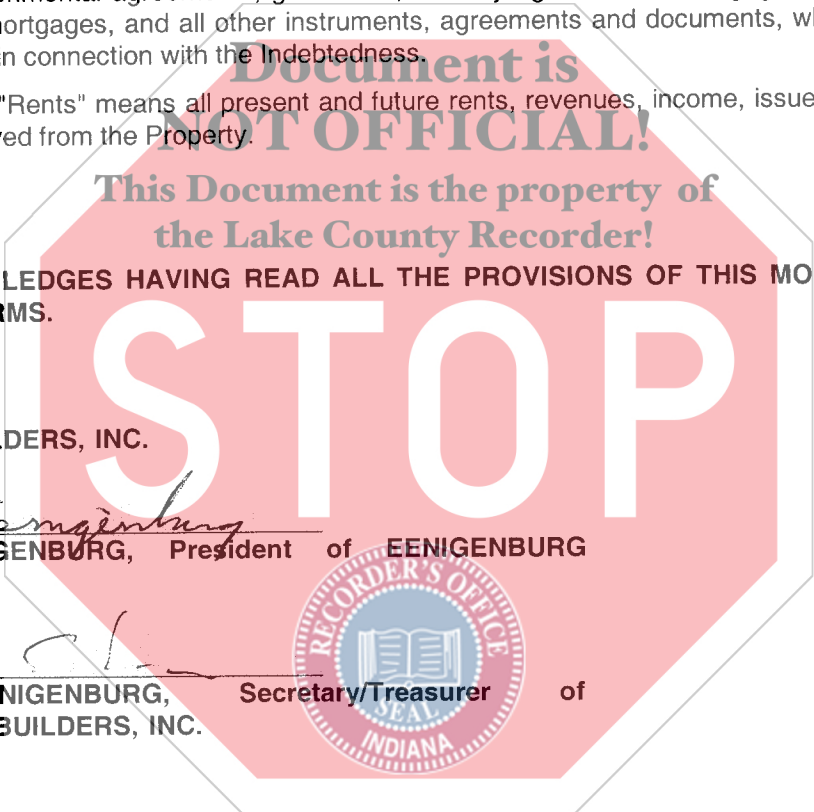 ortgages, and all other instruments, agreements and documents, w
n connection with the Indebtedness.
Document is
"Rents" means all present and future rents, revenues, income, issue
ed from the Property.
NOT OFFICIAL!
This Document is the property of
the Lake County Recorder!
LEDGES HAVING READ ALL THE PROVISIONS OF THIS MO
RMS.
STOP
DERS, INC.
GENBURG, President of EENIGENBURG
RECORDER'S OFFICE
SEAL
INDIANA
NIGENBURG, Secretary/Treasurer of
BUILDERS, INC.